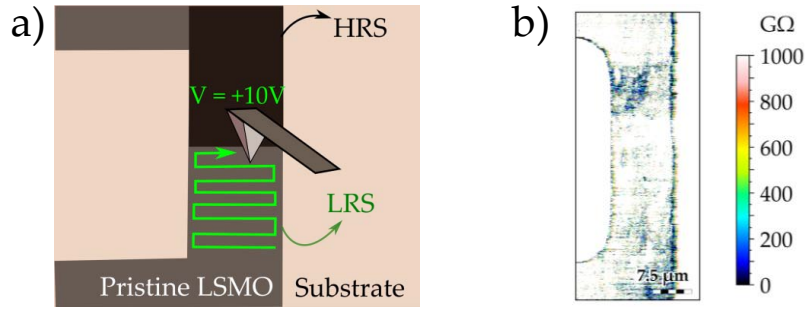 a)
HRS
V = +10V
LRS
Pristine LSMO
Substrate
b)
GΩ
1000
800
600
400
200
0
7.5 µm